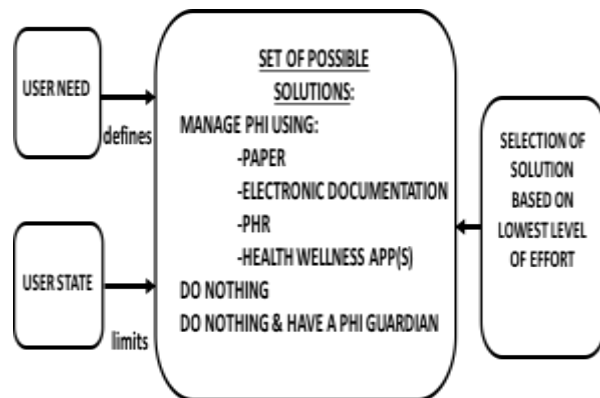 USER NEED
defines
USER STATE
limits
SET OF POSSIBLE
SOLUTIONS:
MANAGE PHI USING:
-PAPER
-ELECTRONIC DOCUMENTATION
-PHR
-HEALTH WELLNESS APP(S)
DO NOTHING
DO NOTHING & HAVE A PHI GUARDIAN
SELECTION OF
SOLUTION
BASED ON
LOWEST LEVEL
OF EFFORT